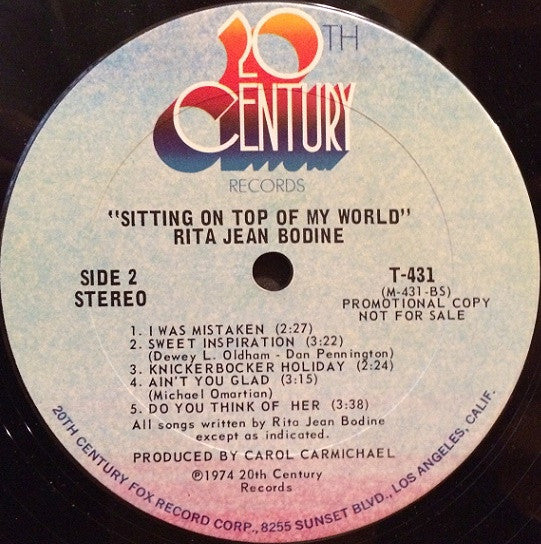 20TH
CENTURY
RECORDS
"SITTING ON TOP OF MY WORLD"
RITA JEAN BODINE
SIDE 2
STEREO
T-431
(M-431-BS)
PROMOTIONAL COPY
NOT FOR SALE
1. I WAS MISTAKEN (2:27)
2. SWEET INSPIRATION (3:22)
(Dewey L. Oldham - Dan Pennington)
3. KNICKERBOCKER HOLIDAY (2:24)
4. AIN'T YOU GLAD (3:15)
(Michael Omartian)
5. DO YOU THINK OF HER (3:38)
All songs written by Rita Jean Bodine
except as indicated.
PRODUCED BY CAROL CARMICHAEL
℗1974 20th Century
Records
20TH CENTURY FOX RECORD CORP., 8255 SUNSET BLVD., LOS ANGELES, CALIF.